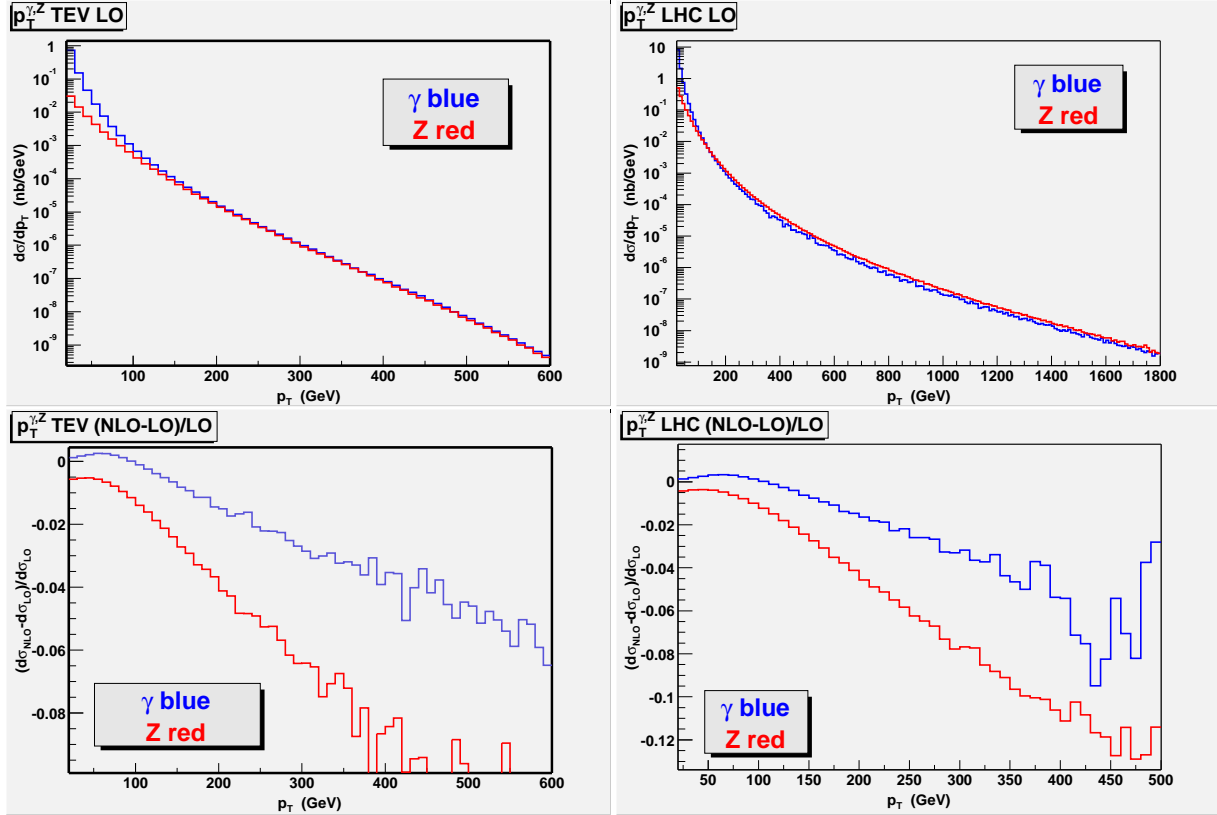 p_T^γ,Z TEV LO
dσ/dp_T (nb/GeV)
1
10^-1
10^-2
10^-3
10^-4
10^-5
10^-6
10^-7
10^-8
10^-9
γ blue
Z red
100 200 300 400 500 600
p_T (GeV)
p_T^γ,Z LHC LO
dσ/dp_T (nb/GeV)
10
1
10^-1
10^-2
10^-3
10^-4
10^-5
10^-6
10^-7
10^-8
10^-9
γ blue
Z red
200 400 600 800 1000 1200 1400 1600 1800
p_T (GeV)
p_T^γ,Z TEV (NLO-LO)/LO
(dσ_NLO-dσ_LO)/dσ_LO
0
-0.02
-0.04
-0.06
-0.08
γ blue
Z red
100 200 300 400 500 600
p_T (GeV)
p_T^γ,Z LHC (NLO-LO)/LO
(dσ_NLO-dσ_LO)/dσ_LO
0
-0.02
-0.04
-0.06
-0.08
-0.1
-0.12
γ blue
Z red
50 100 150 200 250 300 350 400 450 500
p_T (GeV)